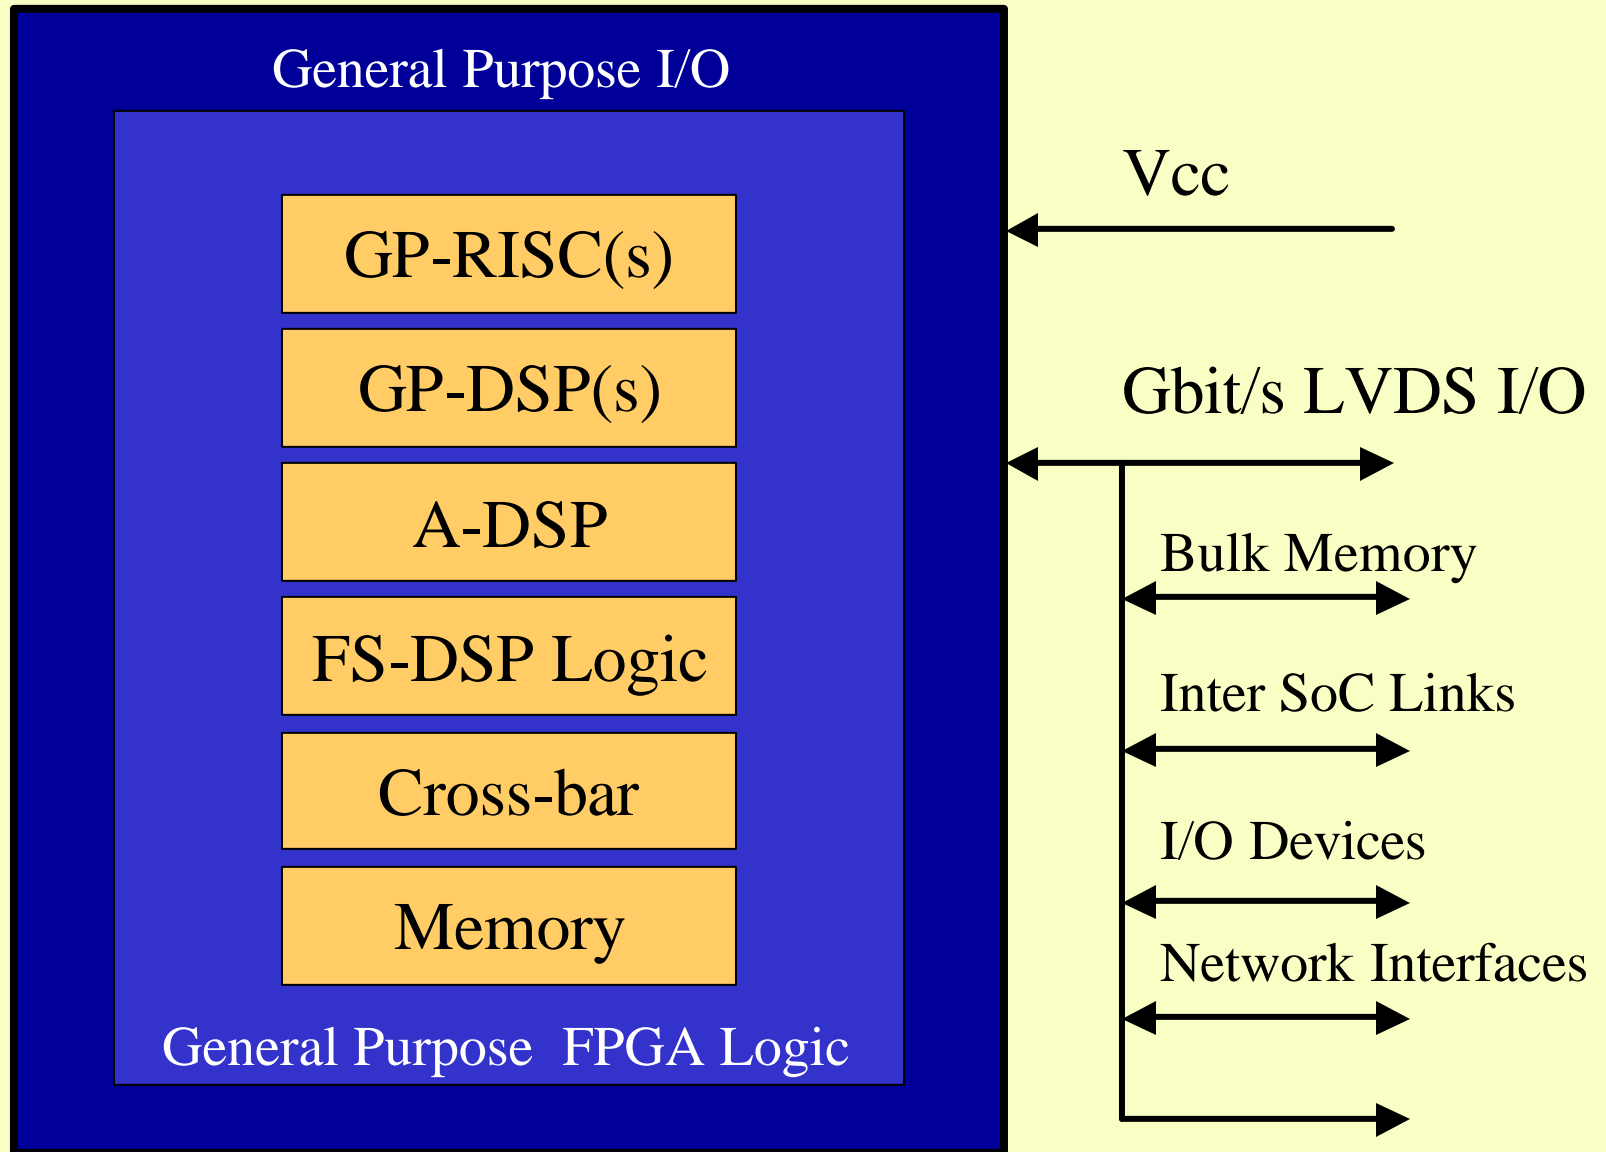 General Purpose I/O
GP-RISC(s)
GP-DSP(s)
A-DSP
FS-DSP Logic
Cross-bar
Memory
General Purpose FPGA Logic
Vcc
Gbit/s LVDS I/O
Bulk Memory
Inter SoC Links
I/O Devices
Network Interfaces